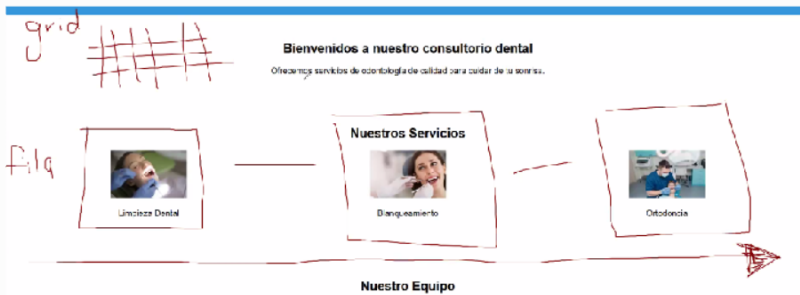 grid
Bienvenidos a nuestro consultorio dental
Ofrecemos servicios de odontología de calidad para cuidar de tu sonrisa.
Nuestros Servicios
fila
Limpieza Dental
Blanqueamiento
Ortodoncia
Nuestro Equipo